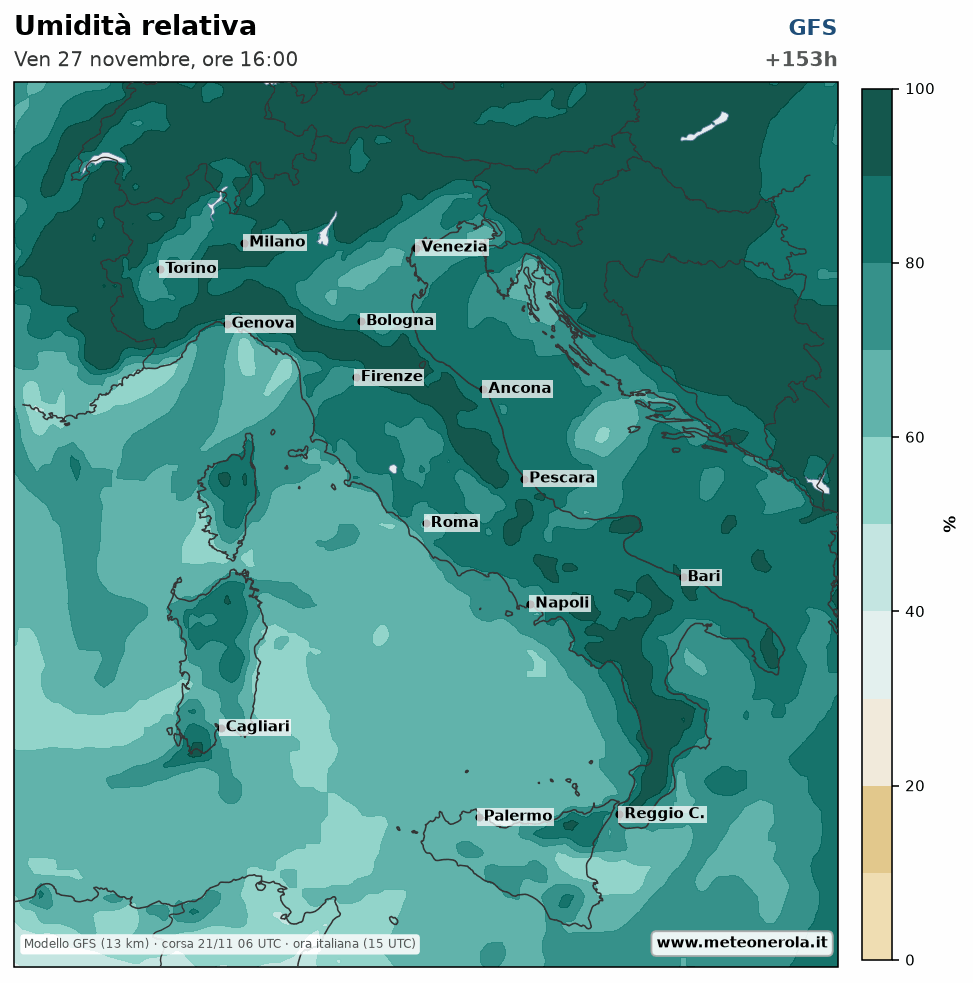 Umidità relativa
GFS
Ven 27 novembre, ore 16:00
+153h
100
80
60
40
20
0
%
Milano
Venezia
Torino
Genova
Bologna
Firenze
Ancona
Pescara
Roma
Bari
Napoli
Cagliari
Palermo
Reggio C.
Modello GFS (13 km) · corsa 21/11 06 UTC · ora italiana (15 UTC)
www.meteonerola.it